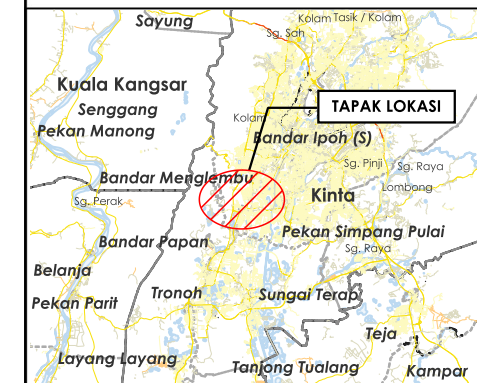 Sayung
Kolam Tasik / Kolam
Sg. Sah
Kuala Kangsar
Senggang
Pekan Manong
TAPAK LOKASI
Kolam
Bandar Ipoh (S)
Sg. Pinji
Sg. Raya
Bandar Menglembu
Lombong
Sg. Perak
Kinta
Pekan Simpang Pulai
Bandar Papan
Sg. Raya
Belanja
Pekan Parit
Tronoh
Sungai Terap
Teja
Layang Layang
Tanjong Tualang
Kampar